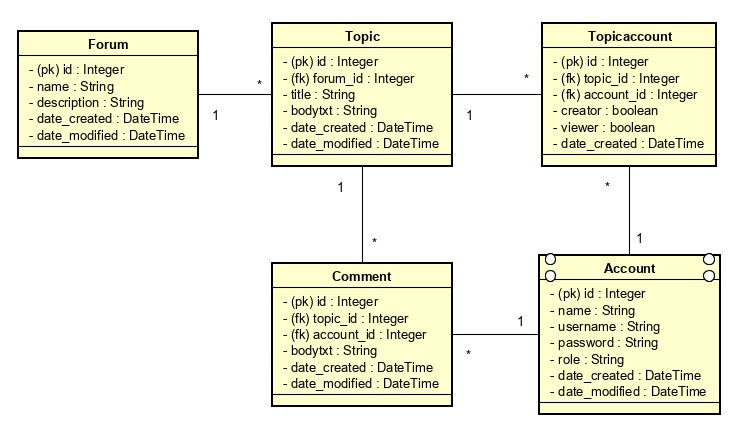 Forum
- (pk) id : Integer
- name : String
- description : String
- date_created : DateTime
- date_modified : DateTime
1
*
Topic
- (pk) id : Integer
- (fk) forum_id : Integer
- title : String
- bodytxt : String
- date_created : DateTime
- date_modified : DateTime
1
*
Topicaccount
- (pk) id : Integer
- (fk) topic_id : Integer
- (fk) account_id : Integer
- creator : boolean
- viewer : boolean
- date_created : DateTime
1
*
*
1
Comment
- (pk) id : Integer
- (fk) topic_id : Integer
- (fk) account_id : Integer
- bodytxt : String
- date_created : DateTime
- date_modified : DateTime
1
*
Account
- (pk) id : Integer
- name : String
- username : String
- password : String
- role : String
- date_created : DateTime
- date_modified : DateTime